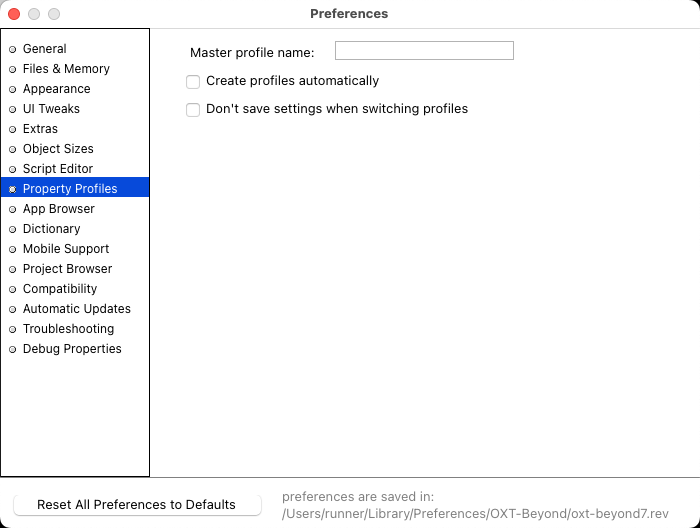 Preferences
General
Files & Memory
Appearance
UI Tweaks
Extras
Object Sizes
Script Editor
Property Profiles
App Browser
Dictionary
Mobile Support
Project Browser
Compatibility
Automatic Updates
Troubleshooting
Debug Properties
Master profile name:
Create profiles automatically
Don't save settings when switching profiles
Reset All Preferences to Defaults
preferences are saved in:
/Users/runner/Library/Preferences/OXT-Beyond/oxt-beyond7.rev